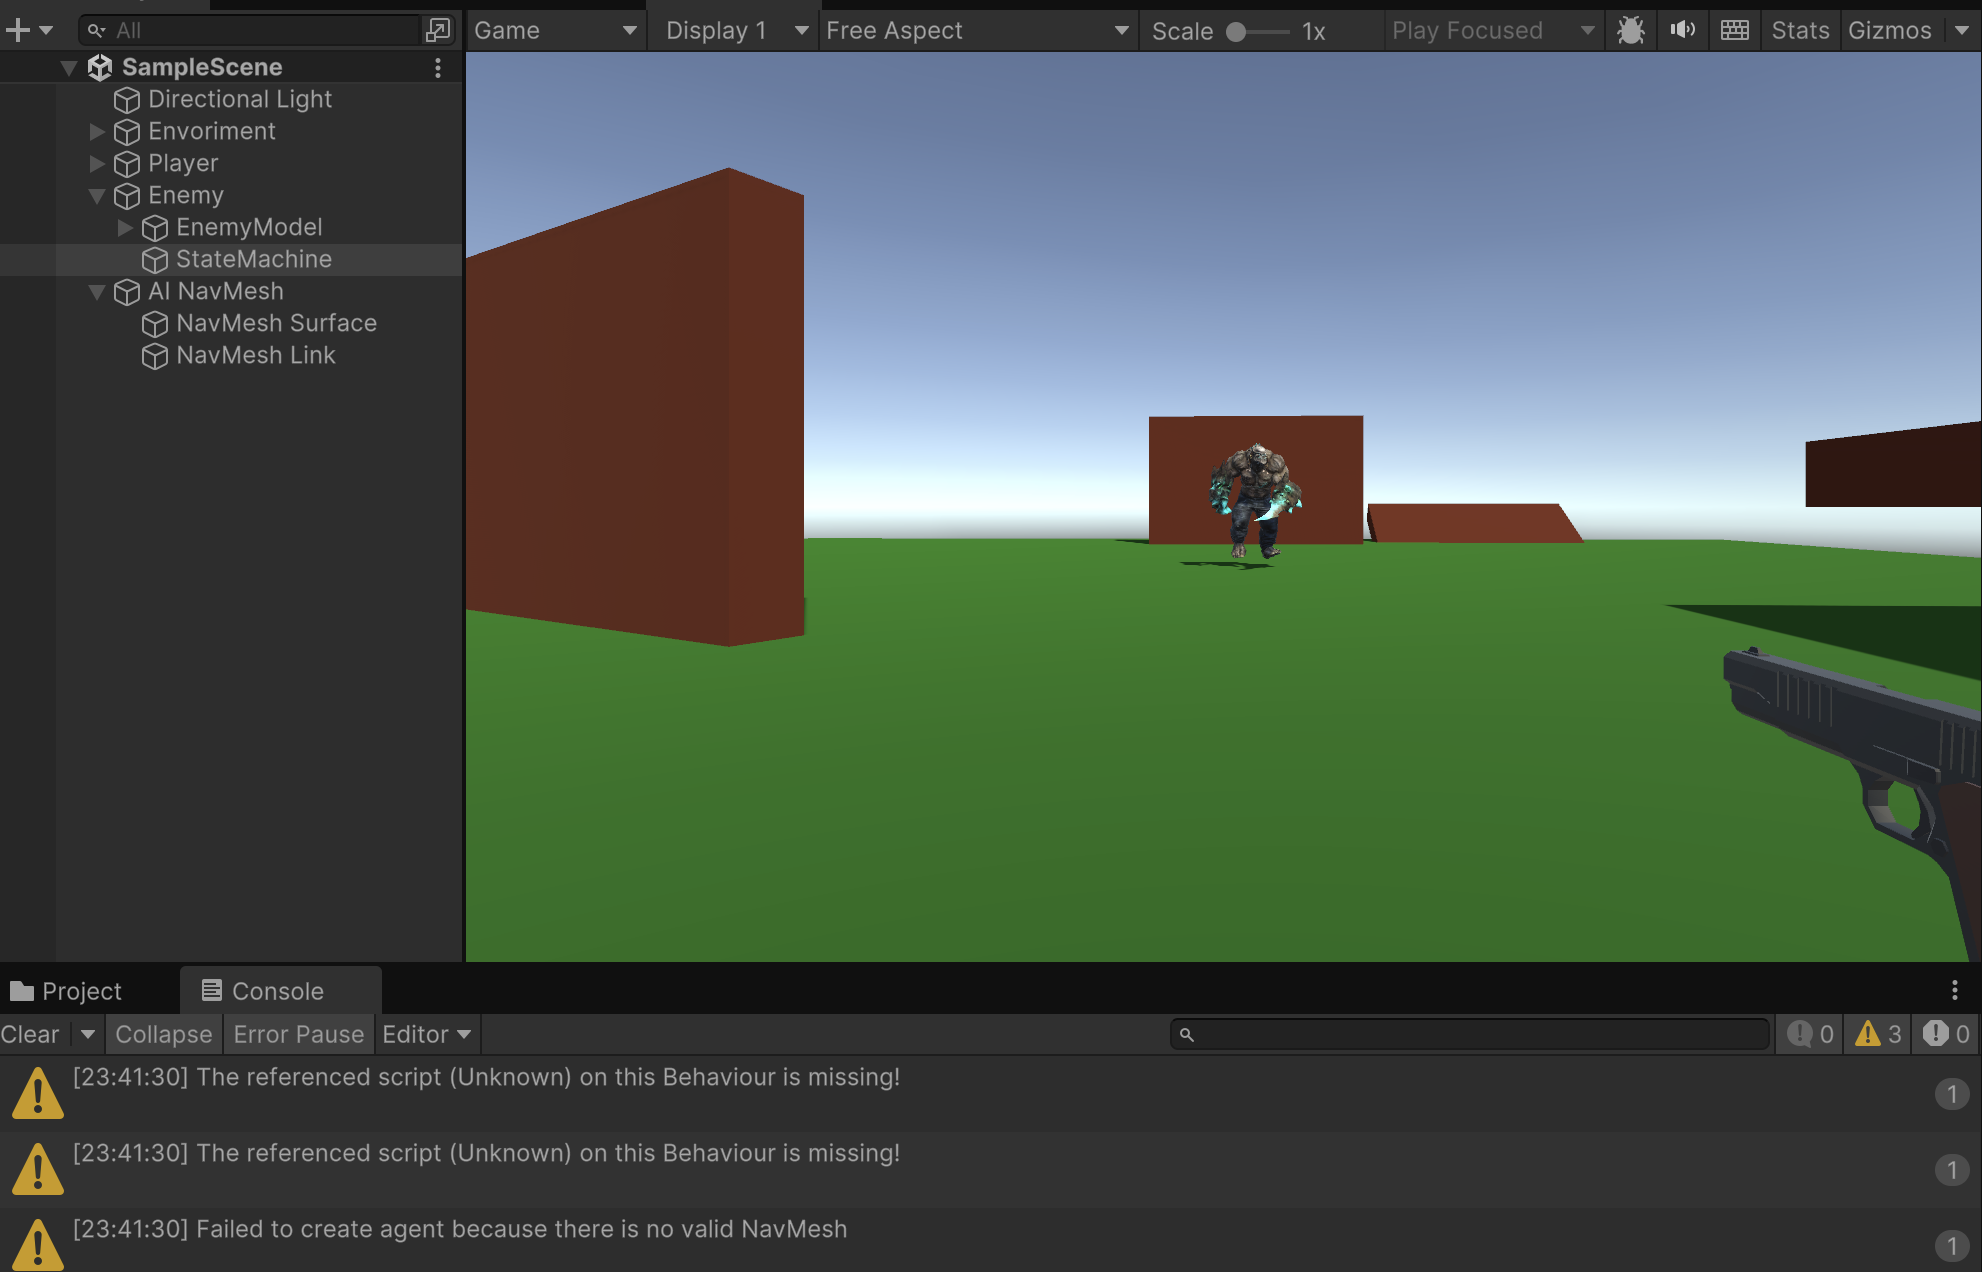 All
Game
Display 1
Free Aspect
Scale
1x
Play Focused
Stats
Gizmos
SampleScene
Directional Light
Envoriment
Player
Enemy
EnemyModel
StateMachine
AI NavMesh
NavMesh Surface
NavMesh Link
Project
Console
Clear
Collapse
Error Pause
Editor
0
3
0
[23:41:30] The referenced script (Unknown) on this Behaviour is missing!
1
[23:41:30] The referenced script (Unknown) on this Behaviour is missing!
1
[23:41:30] Failed to create agent because there is no valid NavMesh
1